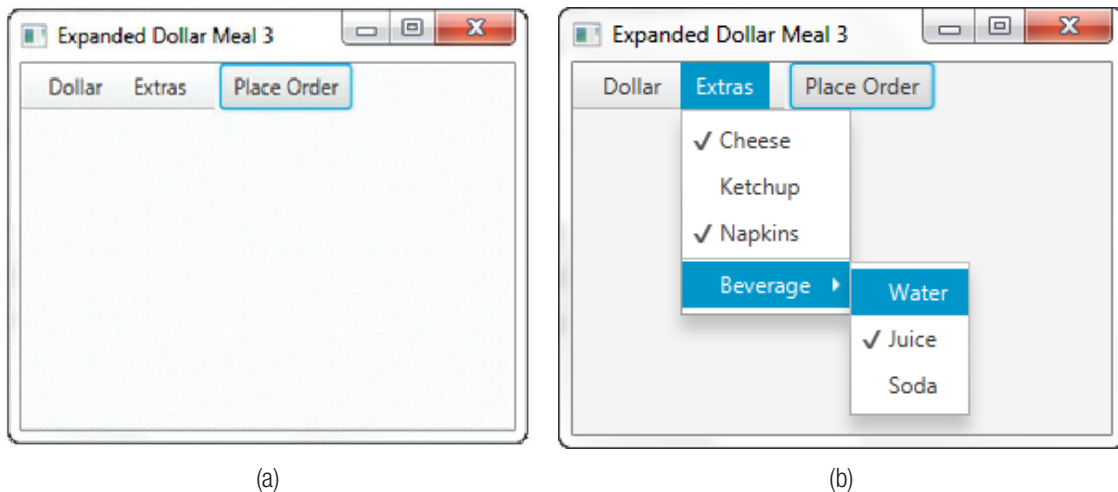 Expanded Dollar Meal 3
Dollar Extras Place Order
(a)
Expanded Dollar Meal 3
Dollar Extras Place Order
✓ Cheese
Ketchup
✓ Napkins
Beverage
Water
✓ Juice
Soda
(b)